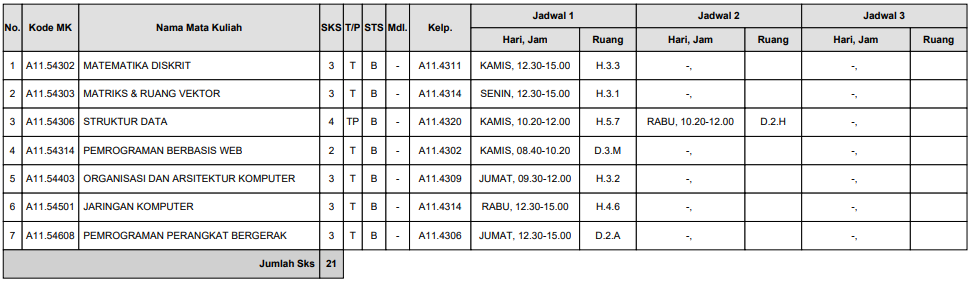 No. Kode MK Nama Mata Kuliah SKS T/P STS Mdl. Kelp. Jadwal 1 Jadwal 2 Jadwal 3
Hari, Jam Ruang Hari, Jam Ruang Hari, Jam Ruang
1 A11.54302 MATEMATIKA DISKRIT 3 T B - A11.4311 KAMIS, 12.30-15.00 H.3.3 -, -,
2 A11.54303 MATRIKS & RUANG VEKTOR 3 T B - A11.4314 SENIN, 12.30-15.00 H.3.1 -, -,
3 A11.54306 STRUKTUR DATA 4 TP B - A11.4320 KAMIS, 10.20-12.00 H.5.7 RABU, 10.20-12.00 D.2.H -,
4 A11.54314 PEMROGRAMAN BERBASIS WEB 2 T B - A11.4302 KAMIS, 08.40-10.20 D.3.M -, -,
5 A11.54403 ORGANISASI DAN ARSITEKTUR KOMPUTER 3 T B - A11.4309 JUMAT, 09.30-12.00 H.3.2 -, -,
6 A11.54501 JARINGAN KOMPUTER 3 T B - A11.4314 RABU, 12.30-15.00 H.4.6 -, -,
7 A11.54608 PEMROGRAMAN PERANGKAT BERGERAK 3 T B - A11.4306 JUMAT, 12.30-15.00 D.2.A -, -,
Jumlah Sks 21